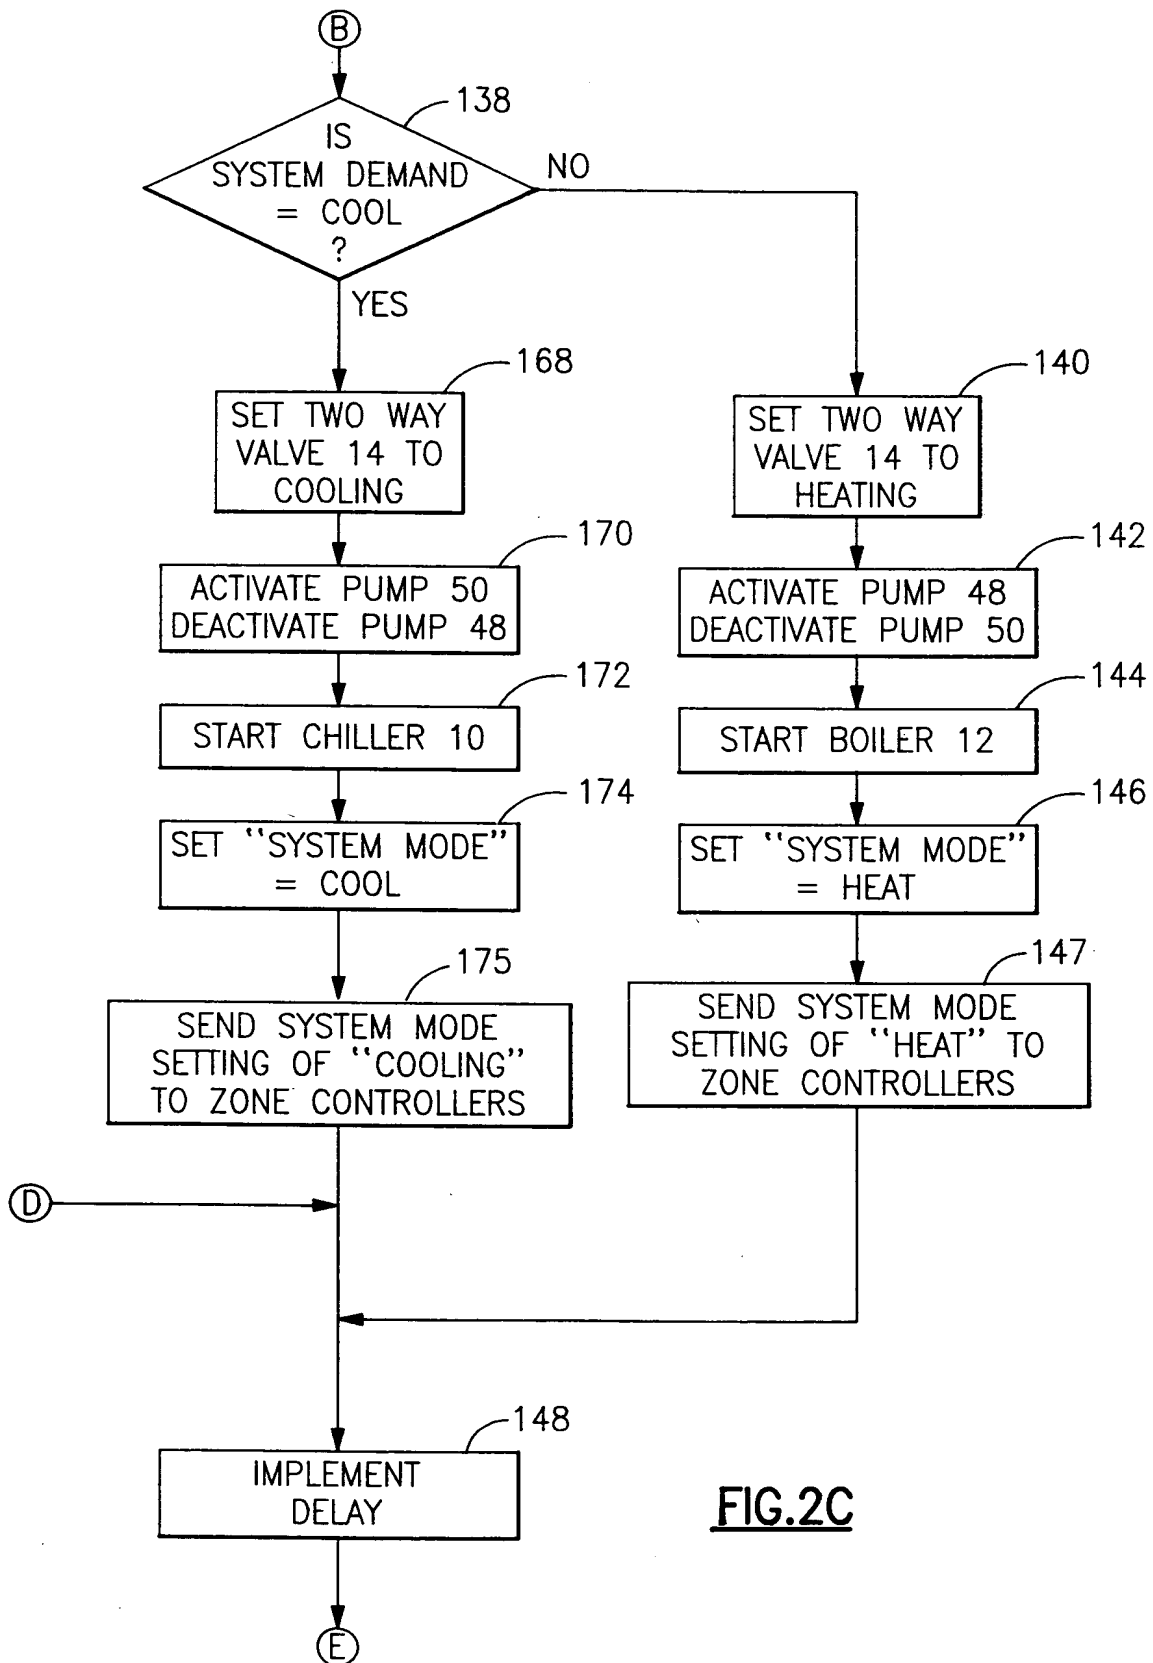 B
138
IS
SYSTEM DEMAND
= COOL
?
NO
YES
168
SET TWO WAY
VALVE 14 TO
COOLING
140
SET TWO WAY
VALVE 14 TO
HEATING
170
ACTIVATE PUMP 50
DEACTIVATE PUMP 48
142
ACTIVATE PUMP 48
DEACTIVATE PUMP 50
172
START CHILLER 10
144
START BOILER 12
174
SET "SYSTEM MODE"
= COOL
146
SET "SYSTEM MODE"
= HEAT
175
SEND SYSTEM MODE
SETTING OF "COOLING"
TO ZONE CONTROLLERS
147
SEND SYSTEM MODE
SETTING OF "HEAT" TO
ZONE CONTROLLERS
D
148
IMPLEMENT
DELAY
E
FIG.2C